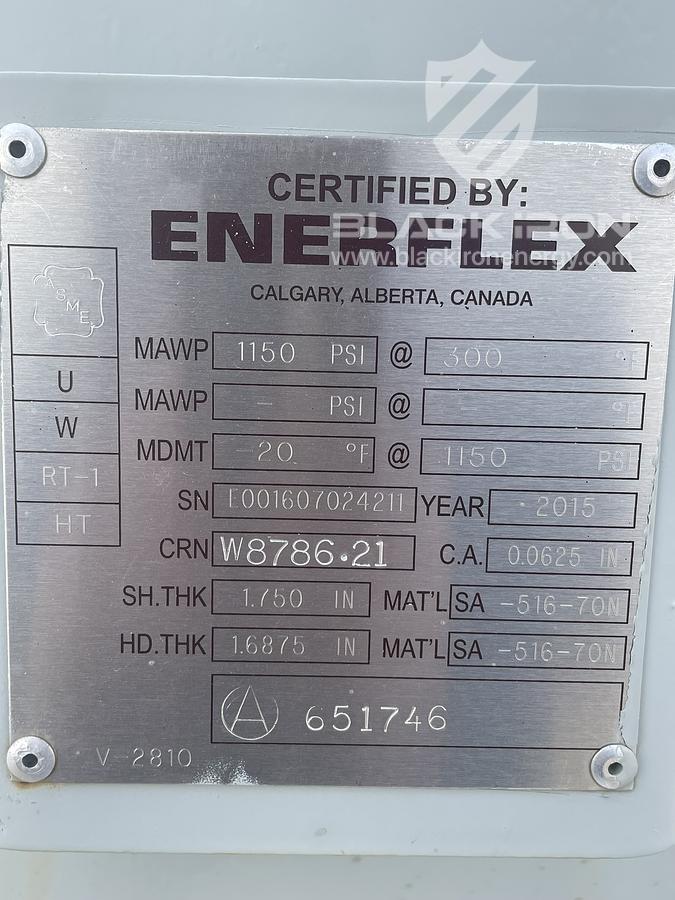 CERTIFIED BY:
ENERFLEX
BLACK IRON
www.blackironenergy.com
CALGARY, ALBERTA, CANADA
ASME
U
W
RT-1
HT
MAWP 1150 PSI @ 300 °F
MAWP - PSI @ °F
MDMT -20 °F @ 1150 PSI
SN E001607024211 YEAR 2015
CRN W8786.21 C.A. 0.0625 IN
SH.THK 1.750 IN MAT'L SA -516-70N
HD.THK 1.6875 IN MAT'L SA -516-70N
A 651746
V-2810